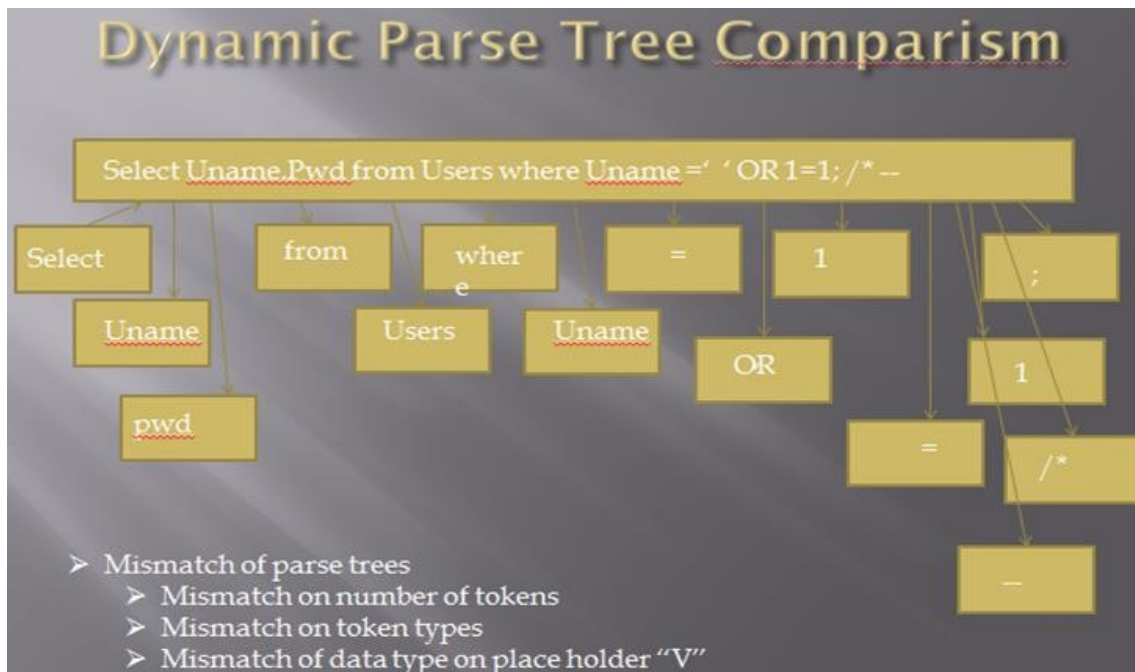 Dynamic Parse Tree Comparism
Select Uname,Pwd from Users where Uname =‘ ‘ OR 1=1; /* --
Select
from
wher
e
=
1
;
Uname
Users
Uname
OR
1
pwd
=
/*
--
➢ Mismatch of parse trees
➢ Mismatch on number of tokens
➢ Mismatch on token types
➢ Mismatch of data type on place holder “V”